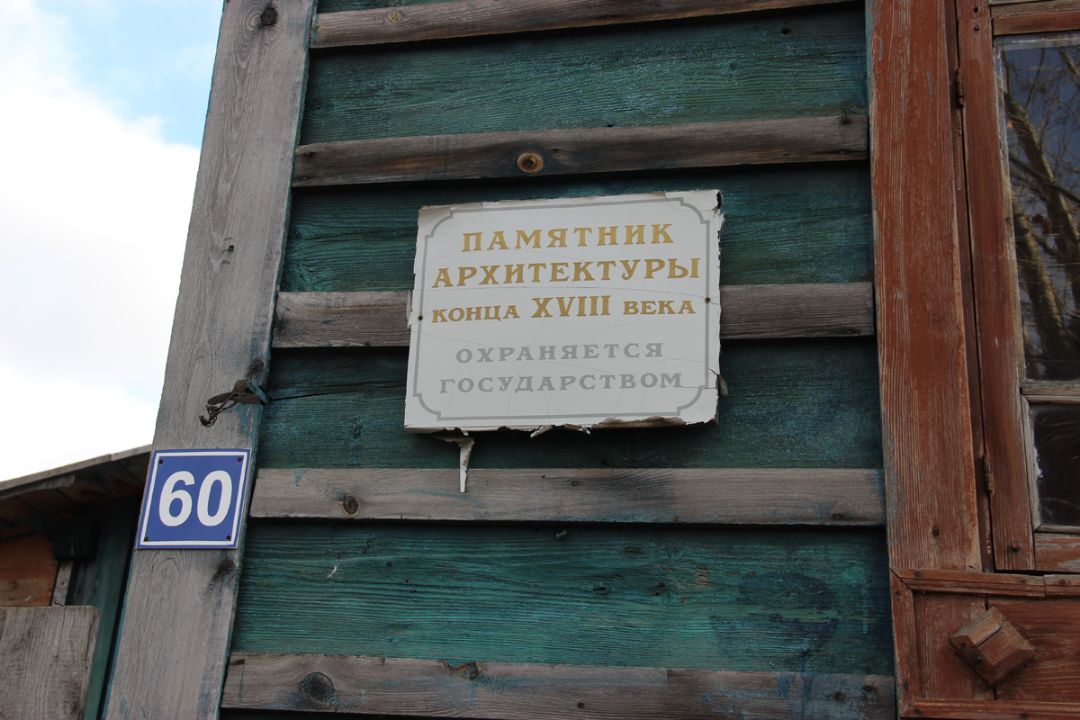 ПАМЯТНИК
АРХИТЕКТУРЫ
КОНЦА XVIII ВЕКА
ОХРАНЯЕТСЯ
ГОСУДАРСТВОМ
60